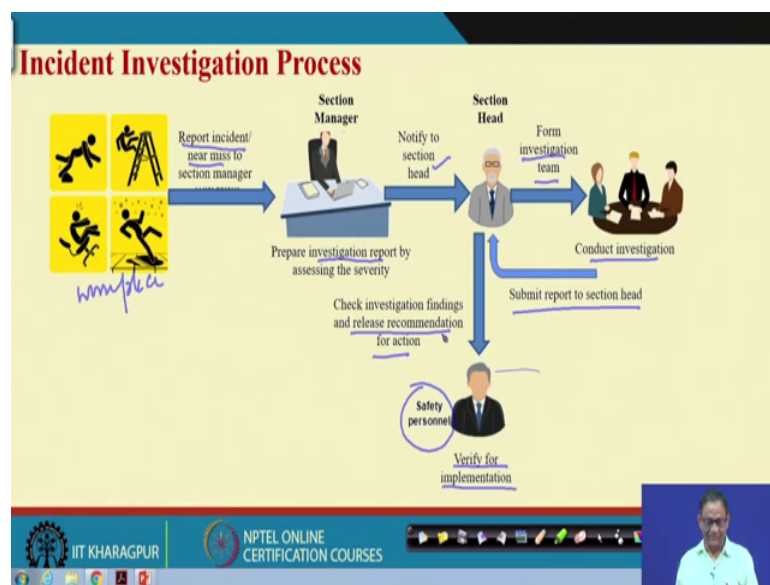 Incident Investigation Process
Section
Manager
Section
Head
Report incident/
near miss to
section manager
Notify to
section
head
Form
investigation
team
Prepare investigation report by
assessing the severity
Conduct investigation
Submit report to section head
Check investigation findings
and release recommendation
for action
Safety
personnel
Verify for
implementation
IIT KHARAGPUR
NPTEL ONLINE
CERTIFICATION COURSES